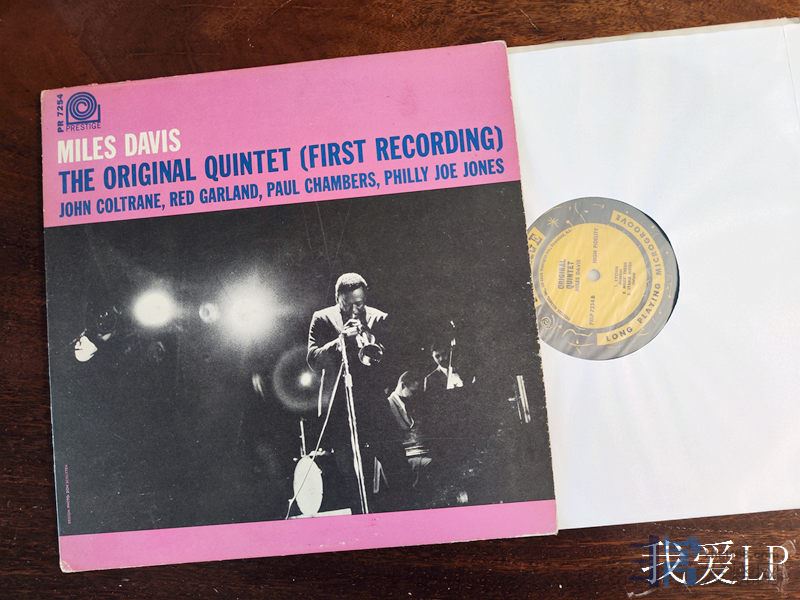 PR 7254
PRESTIGE
MILES DAVIS
THE ORIGINAL QUINTET (FIRST RECORDING)
JOHN COLTRANE, RED GARLAND, PAUL CHAMBERS, PHILLY JOE JONES
LONG PLAYING MICROGROOVE
HIGH FIDELITY
ORIGINAL
QUINTET
MILES DAVIS
我爱LP